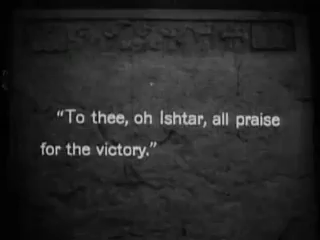 “To thee, oh Ishtar, all praise
for the victory.”